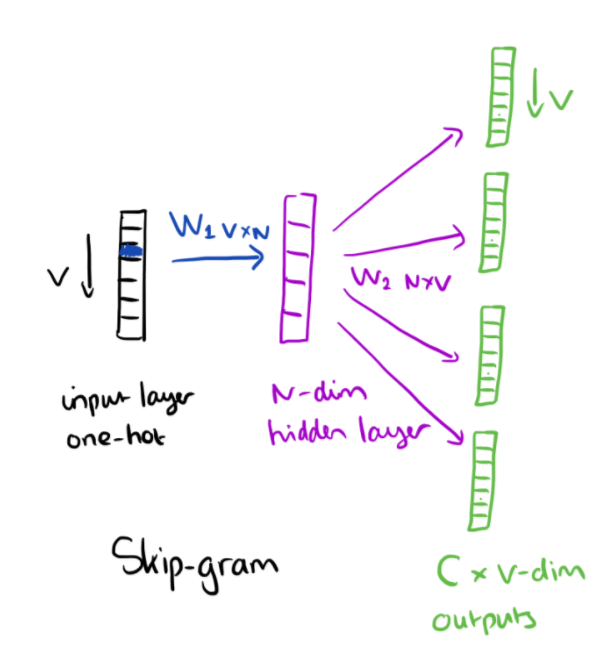 V
W1 V×N
V
W2 N×V
input layer
one-hot
N-dim
hidden layer
Skip-gram
C × V-dim
outputs